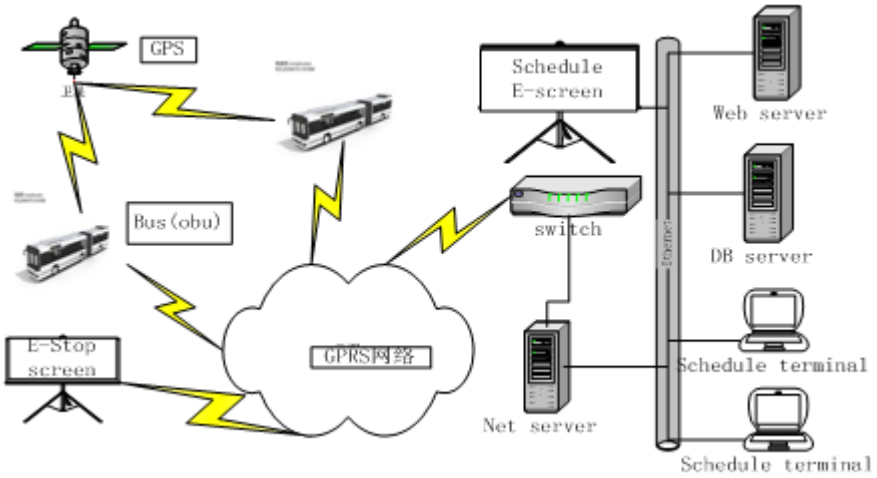 GPS
Schedule
E-screen
Web server
Bus(obu)
switch
Ethernet
DB server
E-Stop
screen
GPRS网络
Schedule terminal
Net server
Schedule terminal